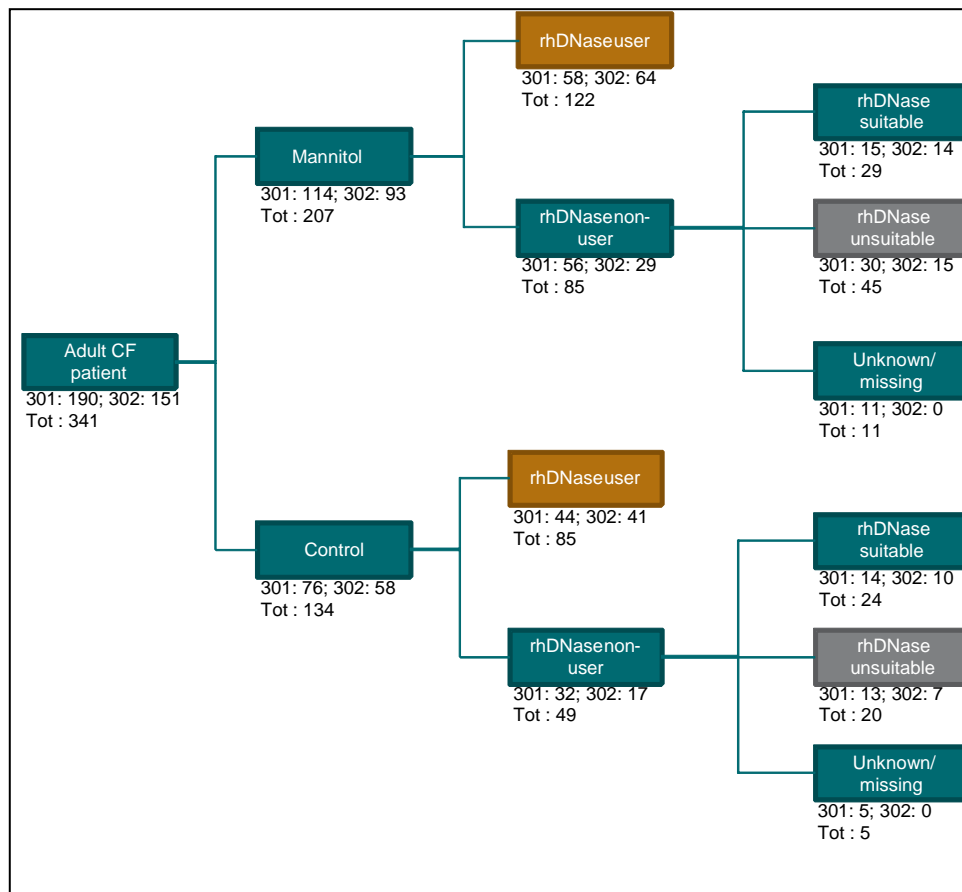 rhDNaseuser
301: 58; 302: 64
Tot : 122
rhDNase
suitable
301: 15; 302: 14
Tot : 29
Mannitol
301: 114; 302: 93
Tot : 207
rhDNasenon-
user
301: 56; 302: 29
Tot : 85
rhDNase
unsuitable
301: 30; 302: 15
Tot : 45
Adult CF
patient
301: 190; 302: 151
Tot : 341
Unknown/
missing
301: 11; 302: 0
Tot : 11
rhDNaseuser
301: 44; 302: 41
Tot : 85
Control
301: 76; 302: 58
Tot : 134
rhDNase
suitable
301: 14; 302: 10
Tot : 24
rhDNasenon-
user
301: 32; 302: 17
Tot : 49
rhDNase
unsuitable
301: 13; 302: 7
Tot : 20
Unknown/
missing
301: 5; 302: 0
Tot : 5